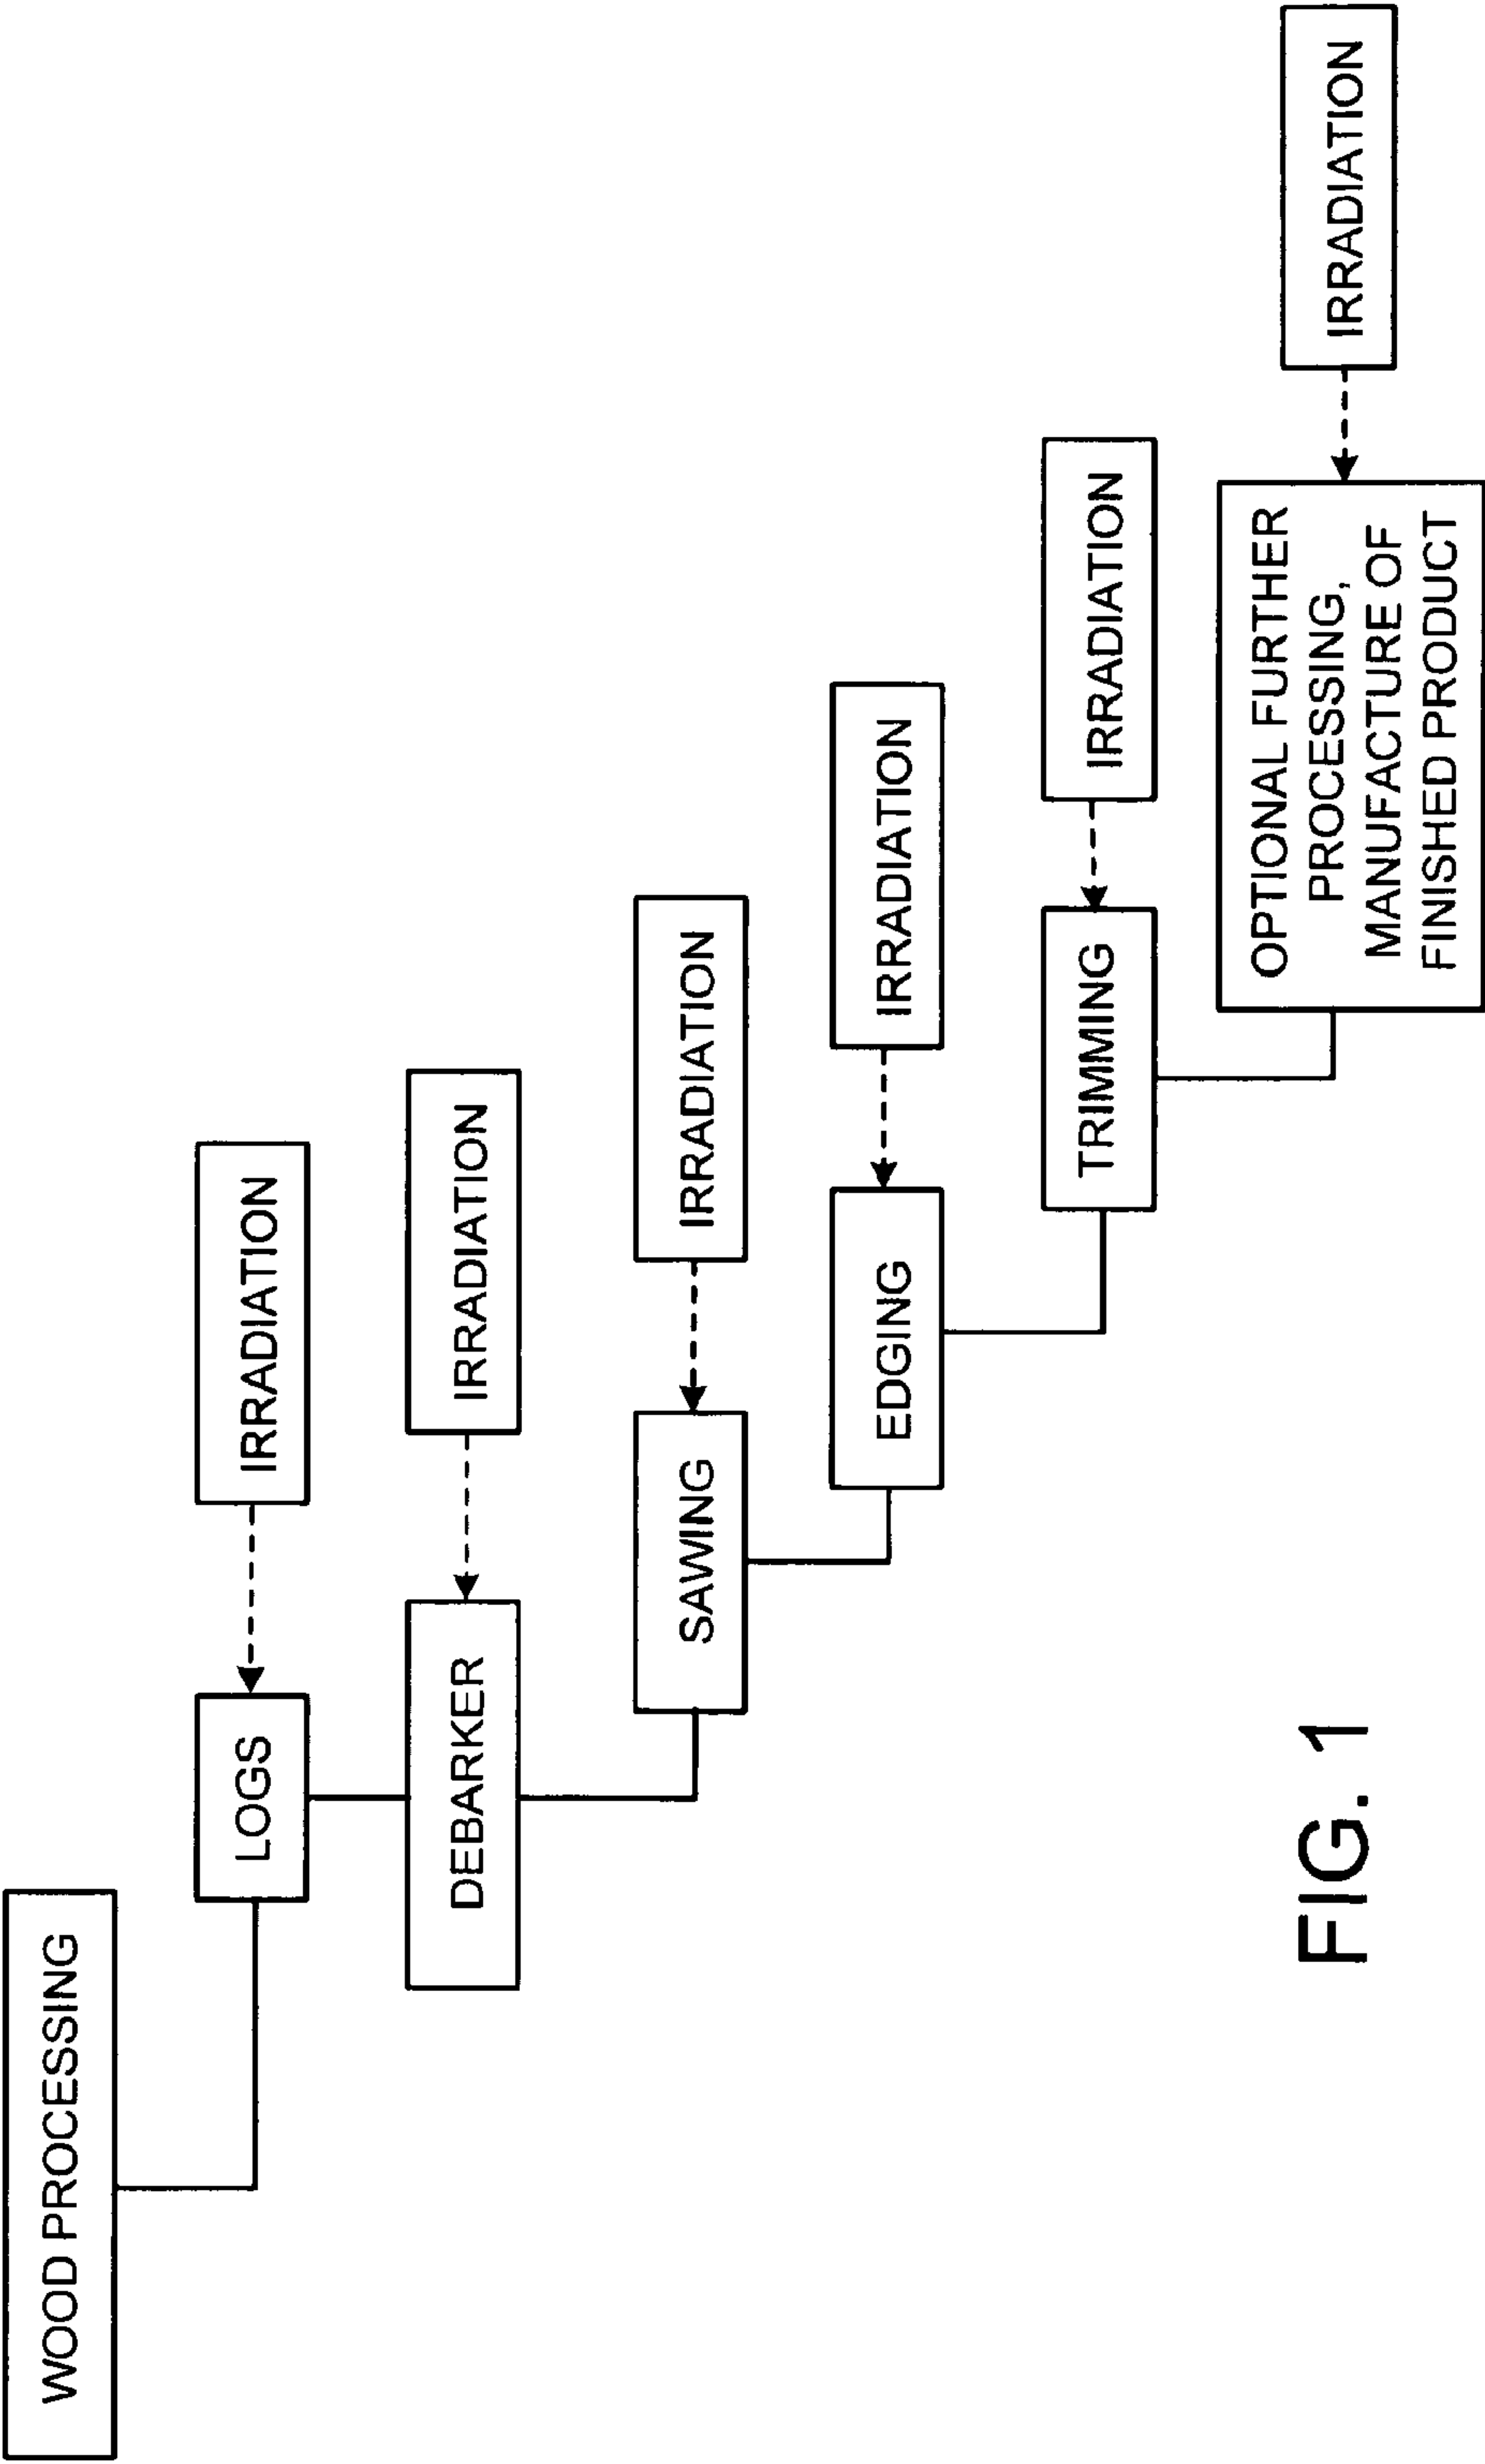 WOOD PROCESSING
LOGS
IRRADIATION
DEBARKER
IRRADIATION
SAWING
IRRADIATION
EDGING
IRRADIATION
TRIMMING
IRRADIATION
OPTIONAL FURTHER
PROCESSING,
MANUFACTURE OF
FINISHED PRODUCT
IRRADIATION
FIG. 1